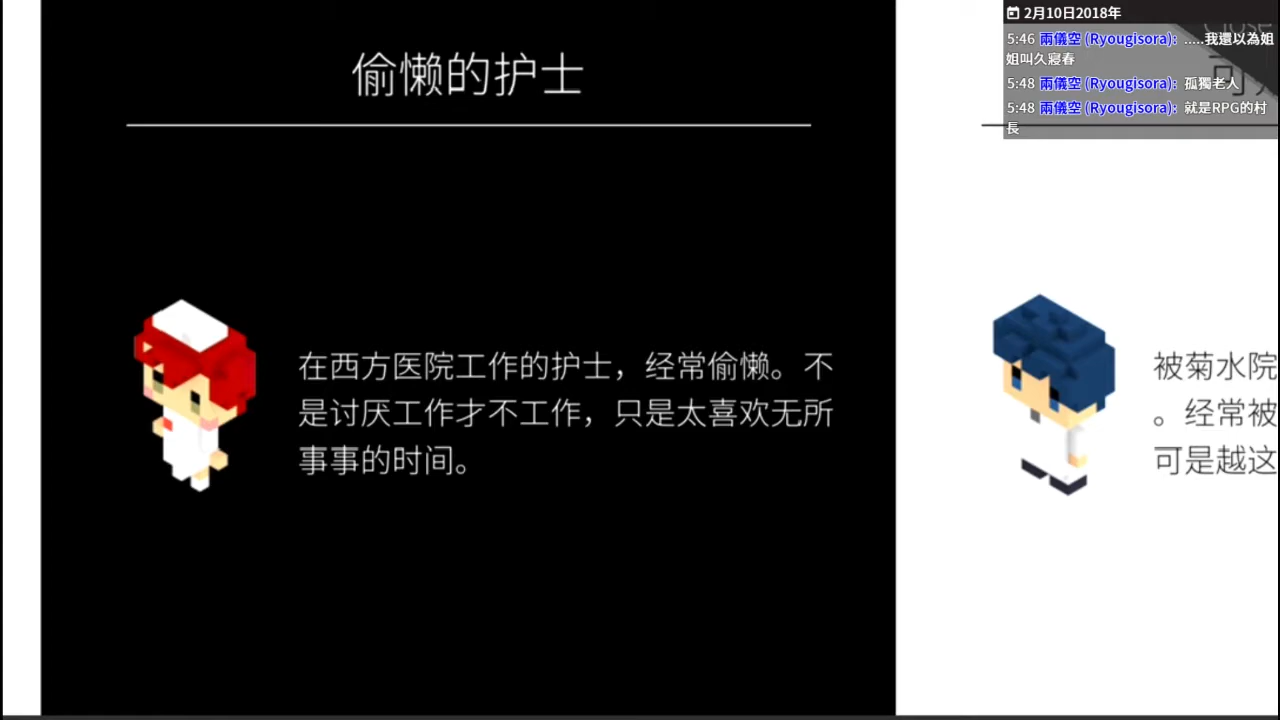 偷懒的护士
在西方医院工作的护士，经常偷懒。不
是讨厌工作才不工作，只是太喜欢无所
事事的时间。
被菊水院
。经常被
可是越这
2月10日2018年
5:46 兩儀空 (Ryougisora): .....我還以為姐
姐叫久寢春
5:48 兩儀空 (Ryougisora): 孤獨老人
5:48 兩儀空 (Ryougisora): 就是RPG的村
長
Close